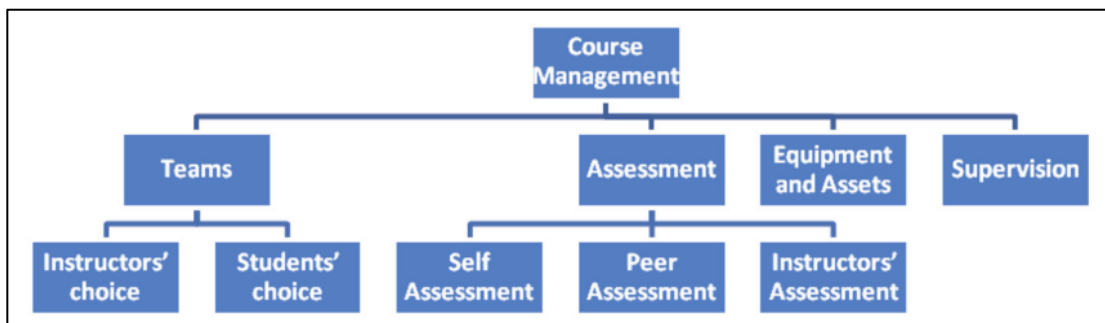 Course
Management
Teams
Assessment
Equipment
and Assets
Supervision
Instructors’
choice
Students’
choice
Self
Assessment
Peer
Assessment
Instructors’
Assessment